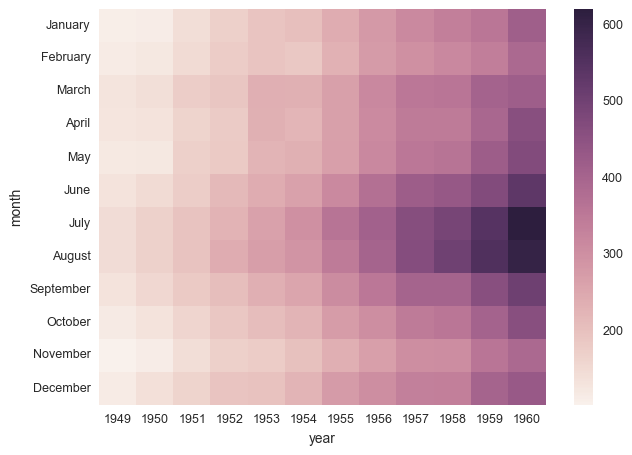 January
February
March
April
May
June
July
August
September
October
November
December
month
1949 1950 1951 1952 1953 1954 1955 1956 1957 1958 1959 1960
year
600
500
400
300
200